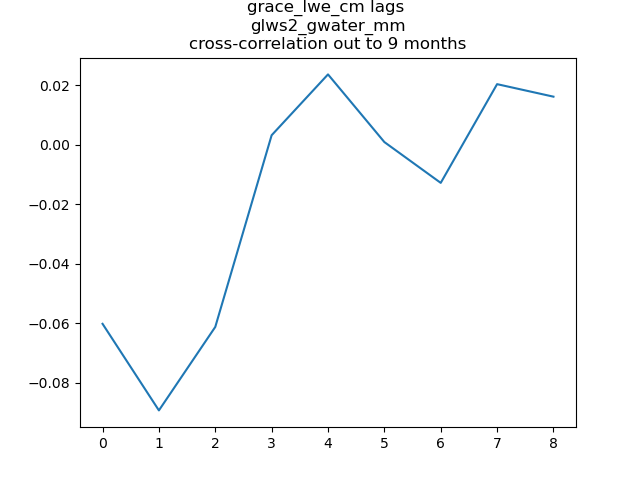 grace_lwe_cm lags
glws2_gwater_mm
cross-correlation out to 9 months
0.02
0.00
−0.02
−0.04
−0.06
−0.08
0 1 2 3 4 5 6 7 8